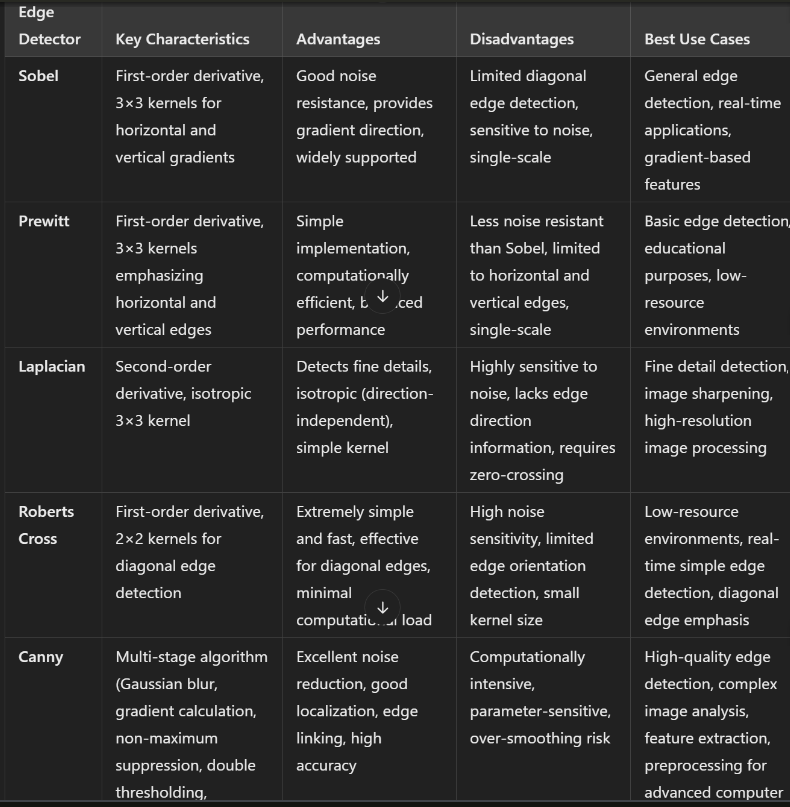 Edge
Detector
Key Characteristics
Advantages
Disadvantages
Best Use Cases
Sobel
First-order derivative,
3×3 kernels for
horizontal and
vertical gradients
Good noise
resistance, provides
gradient direction,
widely supported
Limited diagonal
edge detection,
sensitive to noise,
single-scale
General edge
detection, real-time
applications,
gradient-based
features
Prewitt
First-order derivative,
3×3 kernels
emphasizing
horizontal and
vertical edges
Simple
implementation,
computationally
efficient,
performance
Less noise resistant
than Sobel, limited
to horizontal and
vertical edges,
single-scale
Basic edge detection,
educational
purposes, low-
resource
environments
Laplacian
Second-order
derivative, isotropic
3×3 kernel
Detects fine details,
isotropic (direction-
independent),
simple kernel
Highly sensitive to
noise, lacks edge
direction
information, requires
zero-crossing
Fine detail detection,
image sharpening,
high-resolution
image processing
Roberts
Cross
First-order derivative,
2×2 kernels for
diagonal edge
detection
Extremely simple
and fast, effective
for diagonal edges,
minimal
computational load
High noise
sensitivity, limited
edge orientation
detection, small
kernel size
Low-resource
environments, real-
time simple edge
detection, diagonal
edge emphasis
Canny
Multi-stage algorithm
(Gaussian blur,
gradient calculation,
non-maximum
suppression, double
thresholding,
Excellent noise
reduction, good
localization, edge
linking, high
accuracy
Computationally
intensive,
parameter-sensitive,
over-smoothing risk
High-quality edge
detection, complex
image analysis,
feature extraction,
preprocessing for
advanced computer